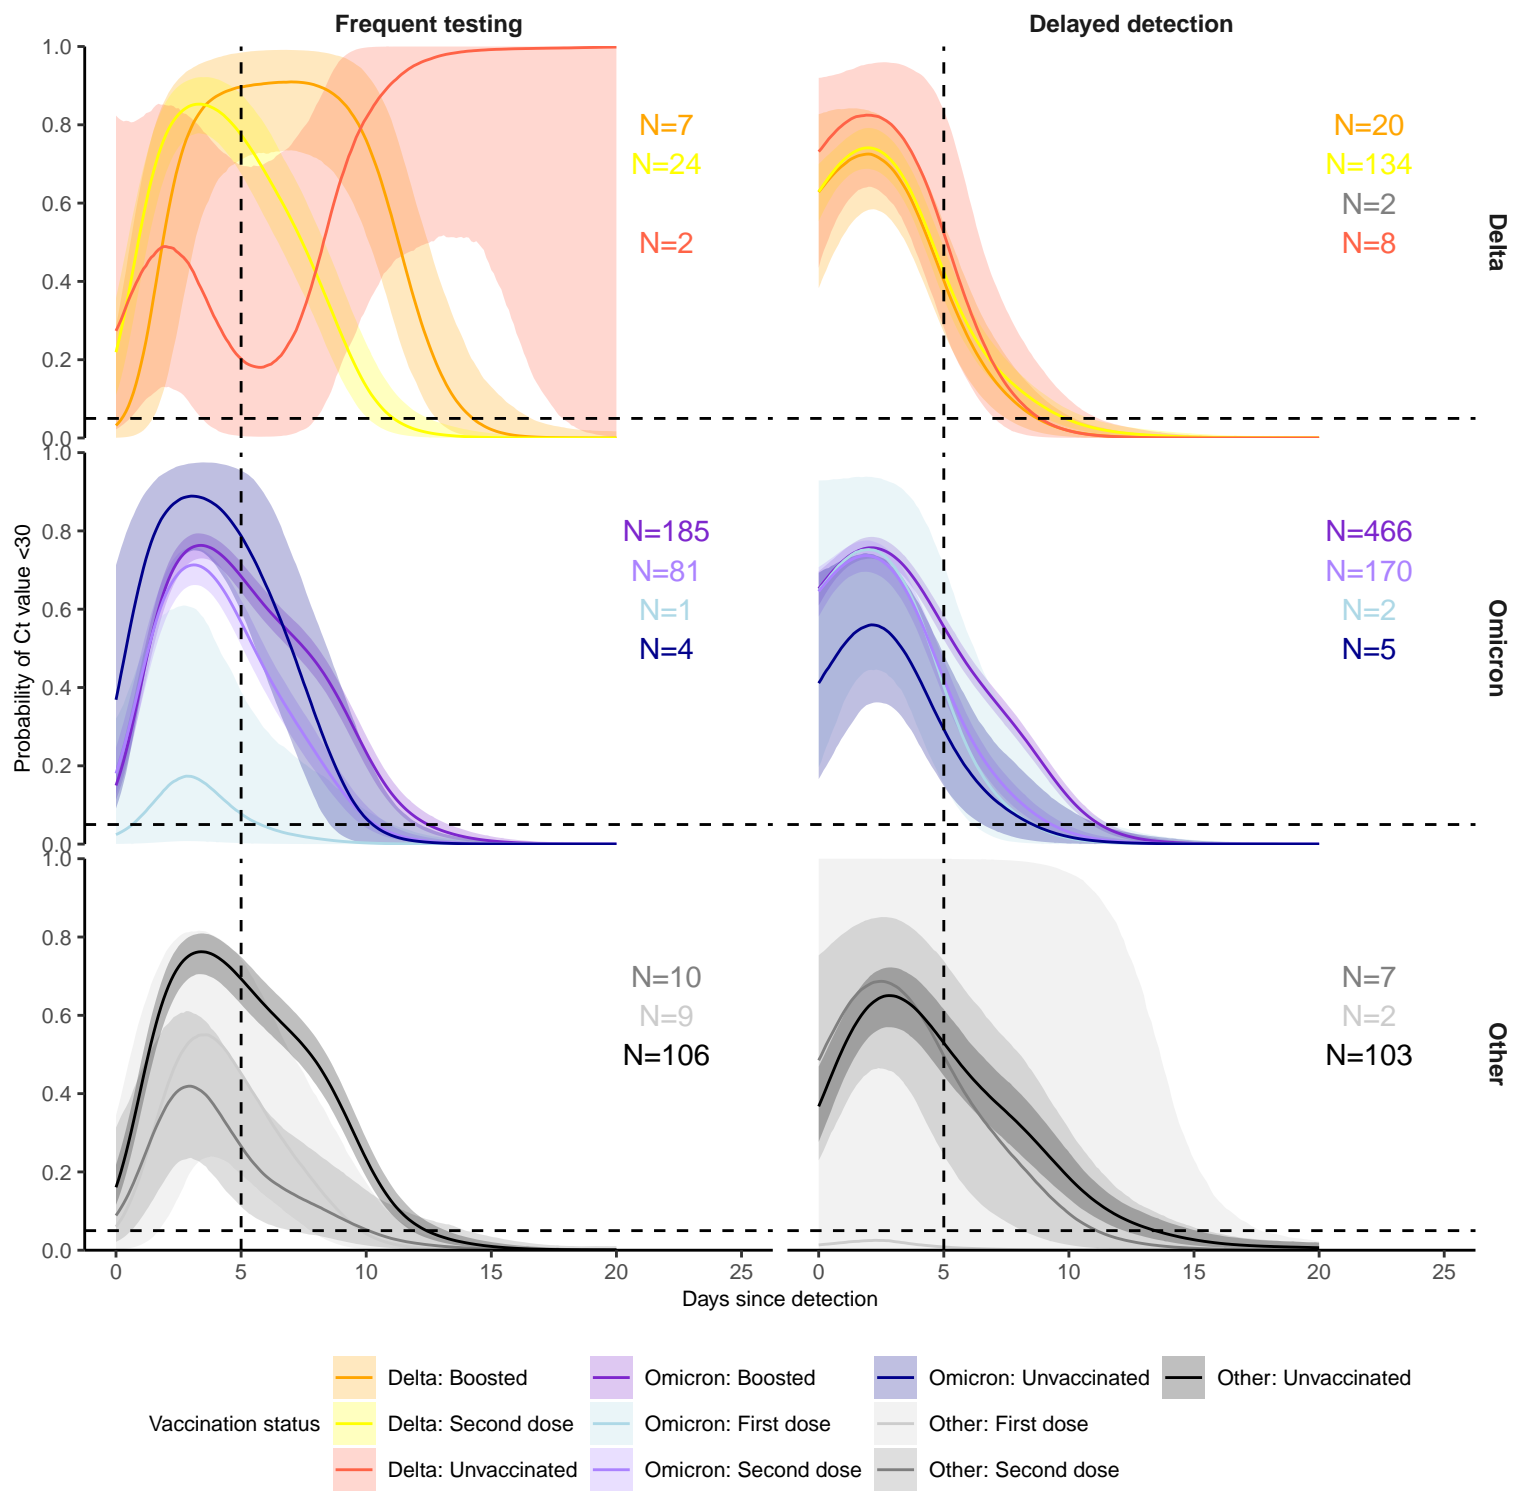 Frequent testing
Delayed detection
1.0
0.8
0.6
0.4
0.2
0.0
N=7
N=24
N=2
N=20
N=134
N=2
N=8
Delta
1.0
0.8
0.6
0.4
0.2
0.0
N=185
N=81
N=1
N=4
N=466
N=170
N=2
N=5
Omicron
Probability of Ct value <30
1.0
0.8
0.6
0.4
0.2
0.0
N=10
N=9
N=106
N=7
N=2
N=103
Other
0 5 10 15 20 25
0 5 10 15 20 25
Days since detection
Vaccination status
Delta: Boosted
Delta: Second dose
Delta: Unvaccinated
Omicron: Boosted
Omicron: First dose
Omicron: Second dose
Omicron: Unvaccinated
Other: First dose
Other: Second dose
Other: Unvaccinated